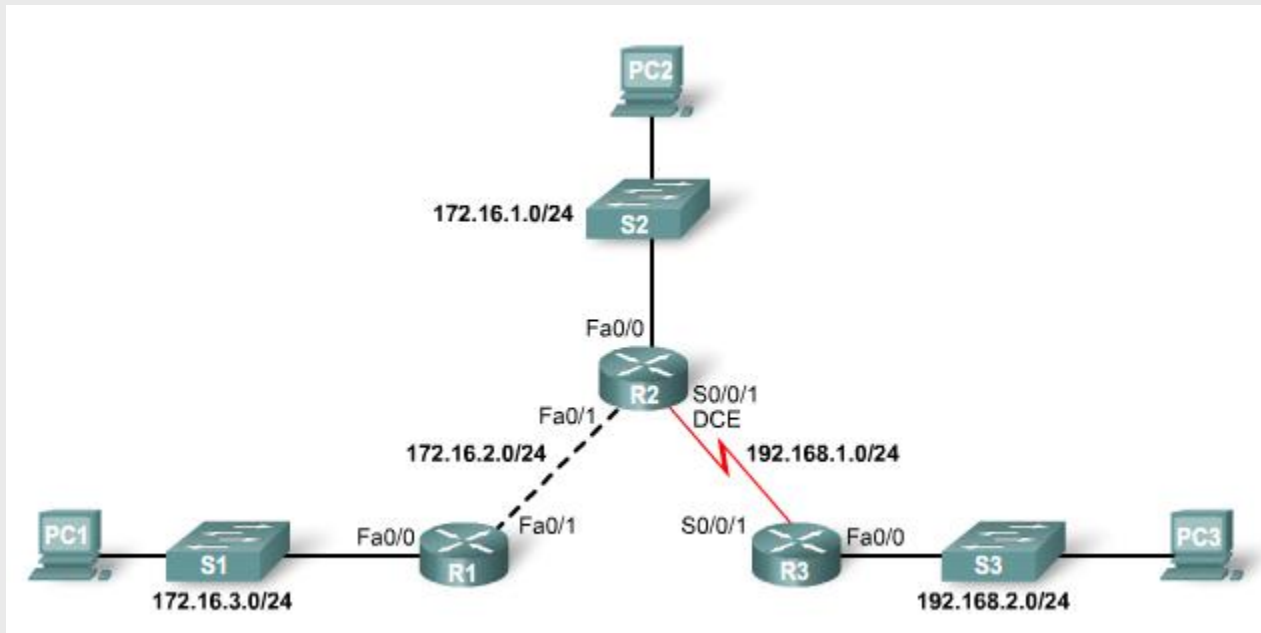 PC2
172.16.1.0/24
S2
Fa0/0
R2
S0/0/1
DCE
Fa0/1
172.16.2.0/24
192.168.1.0/24
PC1
S1
Fa0/0
R1
Fa0/1
S0/0/1
R3
Fa0/0
S3
PC3
172.16.3.0/24
192.168.2.0/24